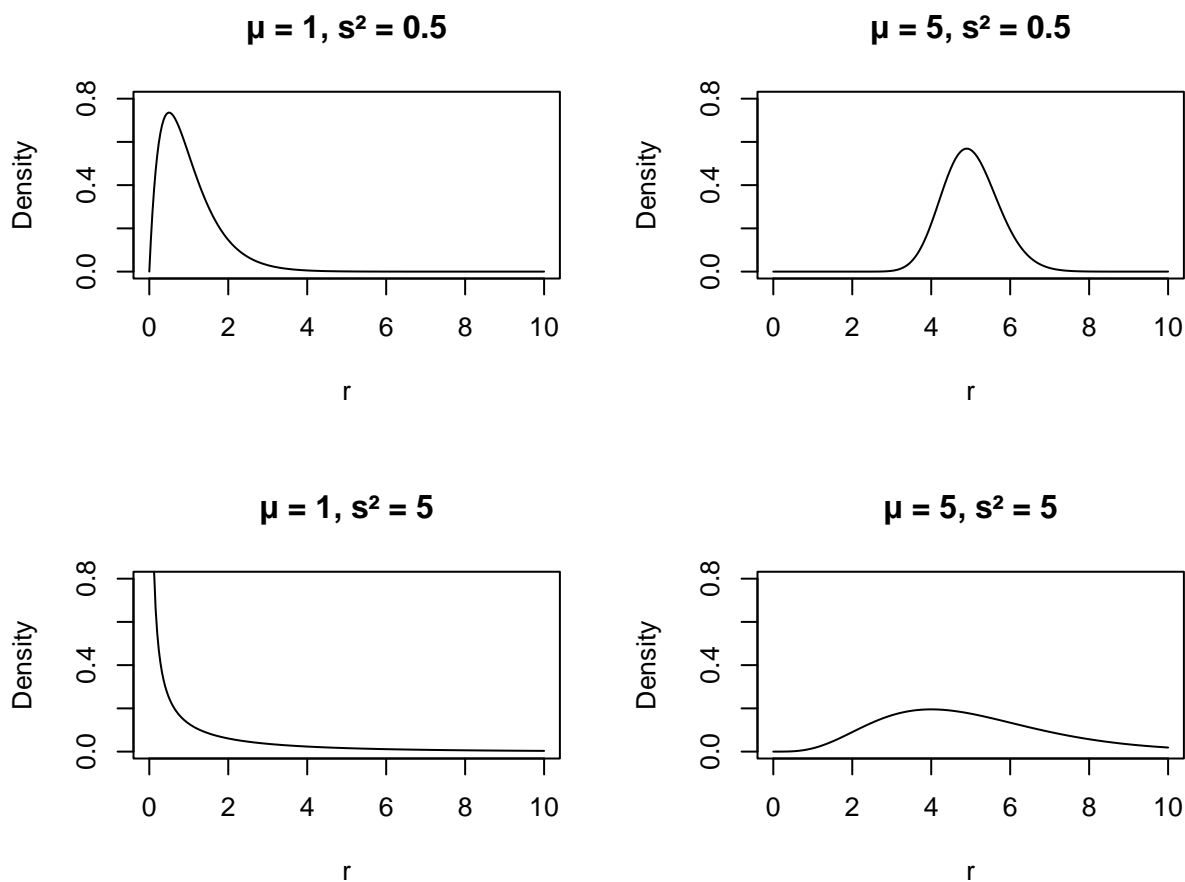 μ = 1, s² = 0.5
Density
0.0 0.4 0.8
0 2 4 6 8 10
r
μ = 5, s² = 0.5
Density
0.0 0.4 0.8
0 2 4 6 8 10
r
μ = 1, s² = 5
Density
0.0 0.4 0.8
0 2 4 6 8 10
r
μ = 5, s² = 5
Density
0.0 0.4 0.8
0 2 4 6 8 10
r